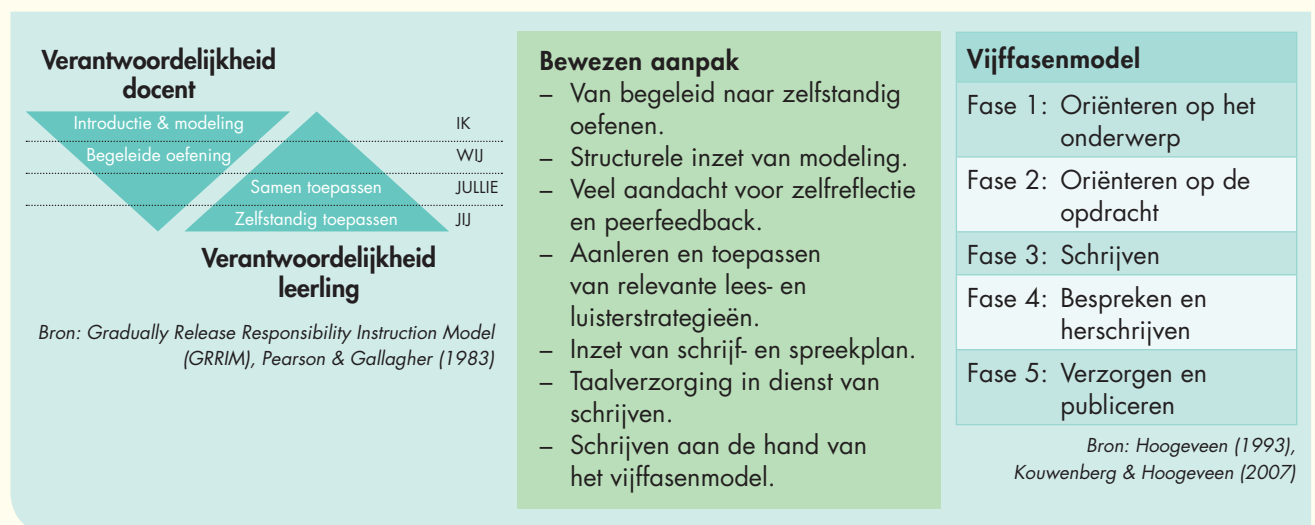 Verantwoordelijkheid
docent
Introductie & modeling
IK
Begeleide oefening
WIJ
Samen toepassen
JULLIE
Zelfstandig toepassen
JIJ
Verantwoordelijkheid
leerling
Bron: Gradually Release Responsibility Instruction Model
(GRRIM), Pearson & Gallagher (1983)
Bewezen aanpak
– Van begeleid naar zelfstandig
oefenen.
– Structurele inzet van modeling.
– Veel aandacht voor zelfreflectie
en peerfeedback.
– Aanleren en toepassen
van relevante lees- en
luisterstrategieën.
– Inzet van schrijf- en spreekplan.
– Taalverzorging in dienst van
schrijven.
– Schrijven aan de hand van
het vijffasenmodel.
Vijffasenmodel
Fase 1: Oriënteren op het
onderwerp
Fase 2: Oriënteren op de
opdracht
Fase 3: Schrijven
Fase 4: Bespreken en
herschrijven
Fase 5: Verzorgen en
publiceren
Bron: Hoogeveen (1993),
Kouwenberg & Hoogeveen (2007)